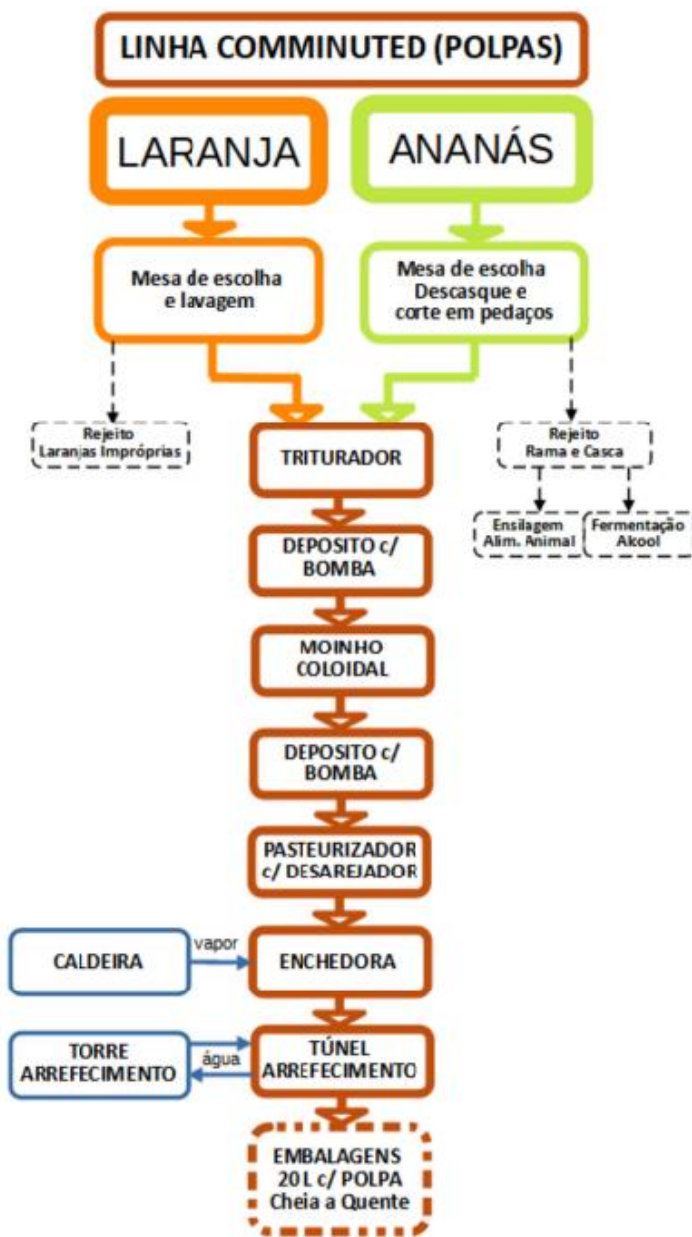 LINHA COMMINUTED (POLPAS)
LARANJA
ANANÁS
Mesa de escolha
e lavagem
Mesa de escolha
Descasque e
corte em pedaços
Rejeito
Laranjas Impróprias
Rejeito
Rama e Casca
Ensilagem
Alim. Animal
Fermentação
Alcool
TRITURADOR
DEPOSITO c/
BOMBA
MOINHO
COLOIDAL
DEPOSITO c/
BOMBA
PASTEURIZADOR
c/ DESAREJADOR
CALDEIRA
vapor
ENCHEDORA
TORRE
ARREFECIMENTO
água
TÚNEL
ARREFECIMENTO
EMBALAGENS
20 L c/ POLPA
Cheia a Quente